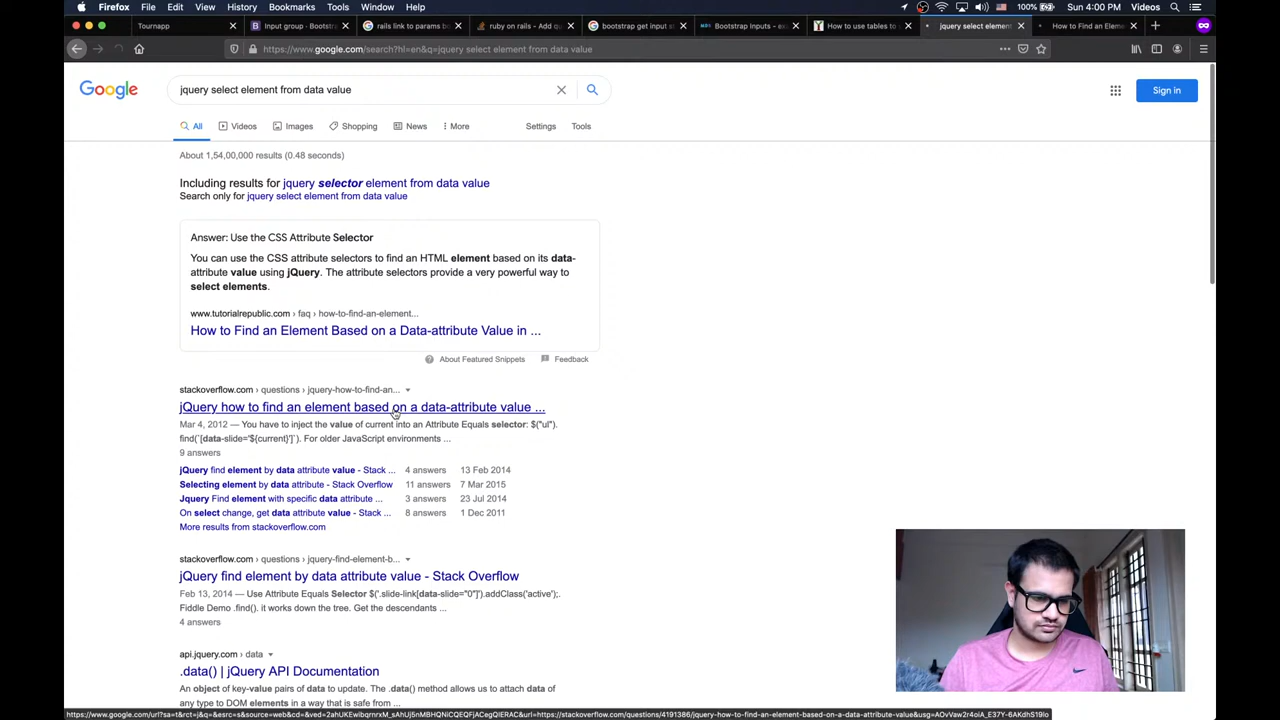 Firefox File Edit View History Bookmarks Tools Window Help 100% Sun 4:00 PM Videos
Tournapp Input group · Bootstr rails link to params bo ruby on rails - Add q bootstrap get input s Bootstrap Inputs - ex How to use tables to jquery select element How To Find an Elemen
https://www.google.com/search?hl=en&q=jquery select element from data value
Google jquery select element from data value Sign in
All Videos Images Shopping News More Settings Tools
About 1,54,00,000 results (0.48 seconds)
Including results for jquery selector element from data value
Search only for jquery select element from data value
Answer: Use the CSS Attribute Selector
You can use the CSS attribute selectors to find an HTML element based on its data-
attribute value using jQuery. The attribute selectors provide a very powerful way to
select elements.
www.tutorialrepublic.com › faq › how-to-find-an-element...
How to Find an Element Based on a Data-attribute Value in ...
About Featured Snippets Feedback
stackoverflow.com › questions › jquery-how-to-find-an...
jQuery how to find an element based on a data-attribute value ...
Mar 4, 2012 — You have to inject the value of current into an Attribute Equals selector: $("ul").
find(`[data-slide='${current}']`). For older JavaScript environments ...
9 answers
jQuery find element by data attribute value - Stack ... 4 answers 13 Feb 2014
Selecting element by data attribute - Stack Overflow 11 answers 7 Mar 2015
Jquery Find element with specific data attribute ... 3 answers 23 Jul 2014
On select change, get data attribute value - Stack ... 8 answers 1 Dec 2011
More results from stackoverflow.com
stackoverflow.com › questions › jquery-find-element-b...
jQuery find element by data attribute value - Stack Overflow
Feb 13, 2014 — Use Attribute Equals Selector $('.slide-link[data-slide="0"]').addClass('active');.
Fiddle Demo .find(). it works down the tree. Get the descendants ...
4 answers
api.jquery.com › data
.data() | jQuery API Documentation
An object of key-value pairs of data to update. The .data() method allows us to attach data of
any type to DOM elements in a way that is safe from ...